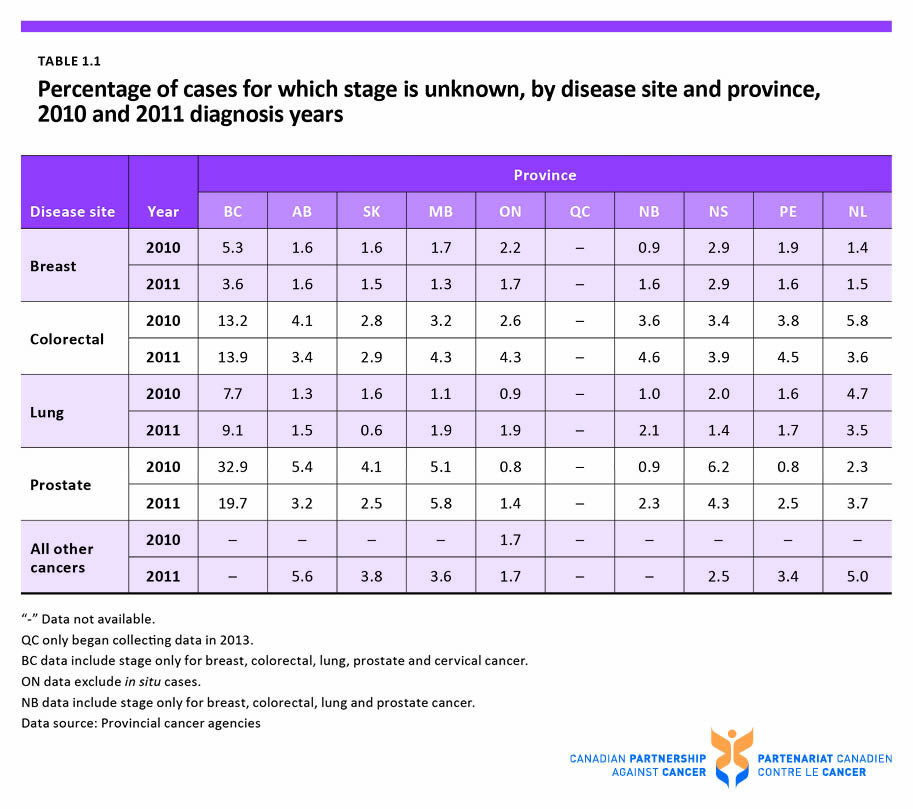 TABLE 1.1
Percentage of cases for which stage is unknown, by disease site and province,
2010 and 2011 diagnosis years
Province
Disease site Year BC AB SK MB ON QC NB NS PE NL
Breast
2010 5.3 1.6 1.6 1.7 2.2 – 0.9 2.9 1.9 1.4
2011 3.6 1.6 1.5 1.3 1.7 – 1.6 2.9 1.6 1.5
Colorectal
2010 13.2 4.1 2.8 3.2 2.6 – 3.6 3.4 3.8 5.8
2011 13.9 3.4 2.9 4.3 4.3 – 4.6 3.9 4.5 3.6
Lung
2010 7.7 1.3 1.6 1.1 0.9 – 1.0 2.0 1.6 4.7
2011 9.1 1.5 0.6 1.9 1.9 – 2.1 1.4 1.7 3.5
Prostate
2010 32.9 5.4 4.1 5.1 0.8 – 0.9 6.2 0.8 2.3
2011 19.7 3.2 2.5 5.8 1.4 – 2.3 4.3 2.5 3.7
All other
cancers
2010 – – – – 1.7 – – – – –
2011 – 5.6 3.8 3.6 1.7 – – 2.5 3.4 5.0
“-” Data not available.
QC only began collecting data in 2013.
BC data include stage only for breast, colorectal, lung, prostate and cervical cancer.
ON data exclude in situ cases.
NB data include stage only for breast, colorectal, lung and prostate cancer.
Data source: Provincial cancer agencies
CANADIAN PARTNERSHIP
AGAINST CANCER
PARTENARIAT CANADIEN
CONTRE LE CANCER